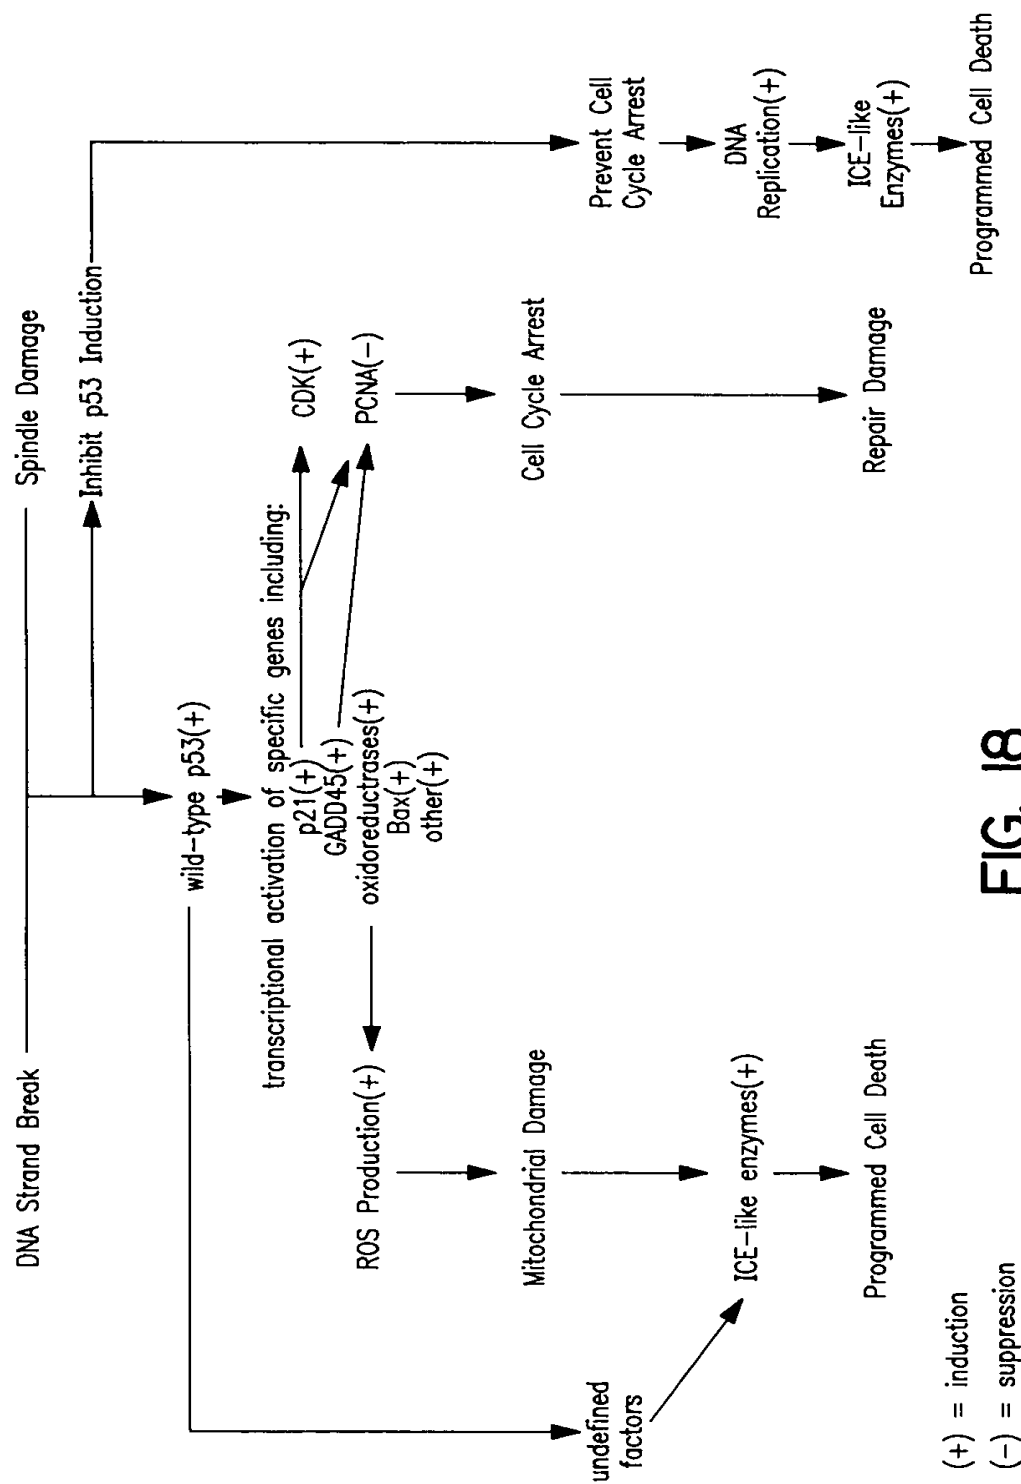 DNA Strand Break
Spindle Damage
Inhibit p53 Induction
wild-type p53(+)
transcriptional activation of specific genes including:
p21(+)
CDK(+)
GADD45(+)
ROS Production(+)
oxidoreductrases(+)
PCNA(-)
Bax(+)
other(+)
Mitochondrial Damage
Cell Cycle Arrest
undefined
factors
Prevent Cell
Cycle Arrest
ICE-like enzymes(+)
DNA
Replication(+)
Programmed Cell Death
Repair Damage
ICE-like
Enzymes(+)
Programmed Cell Death
(+) = induction
(-) = suppression
FIG. 18